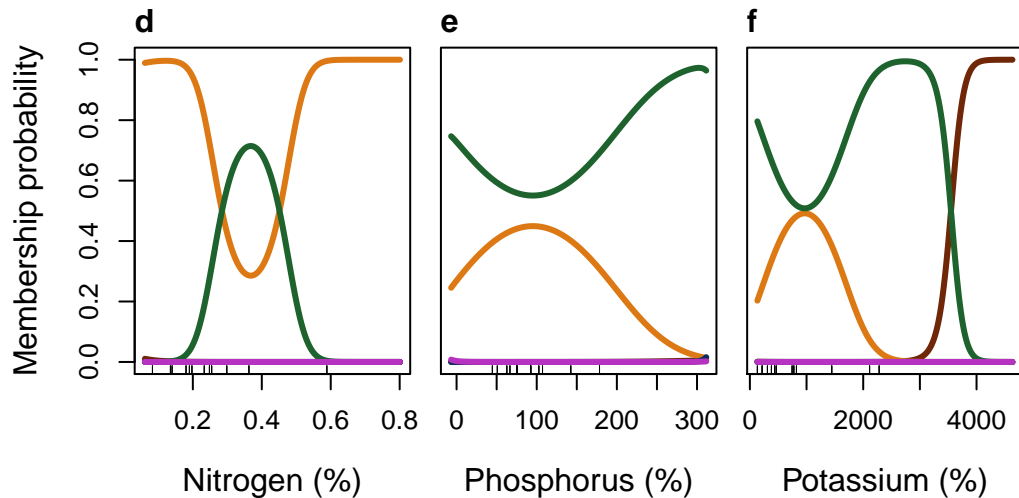 d e f
Membership probability
1.0
0.8
0.6
0.4
0.2
0.0
0.2 0.4 0.6 0.8
0 100 200 300
0 2000 4000
Nitrogen (%) Phosphorus (%) Potassium (%)